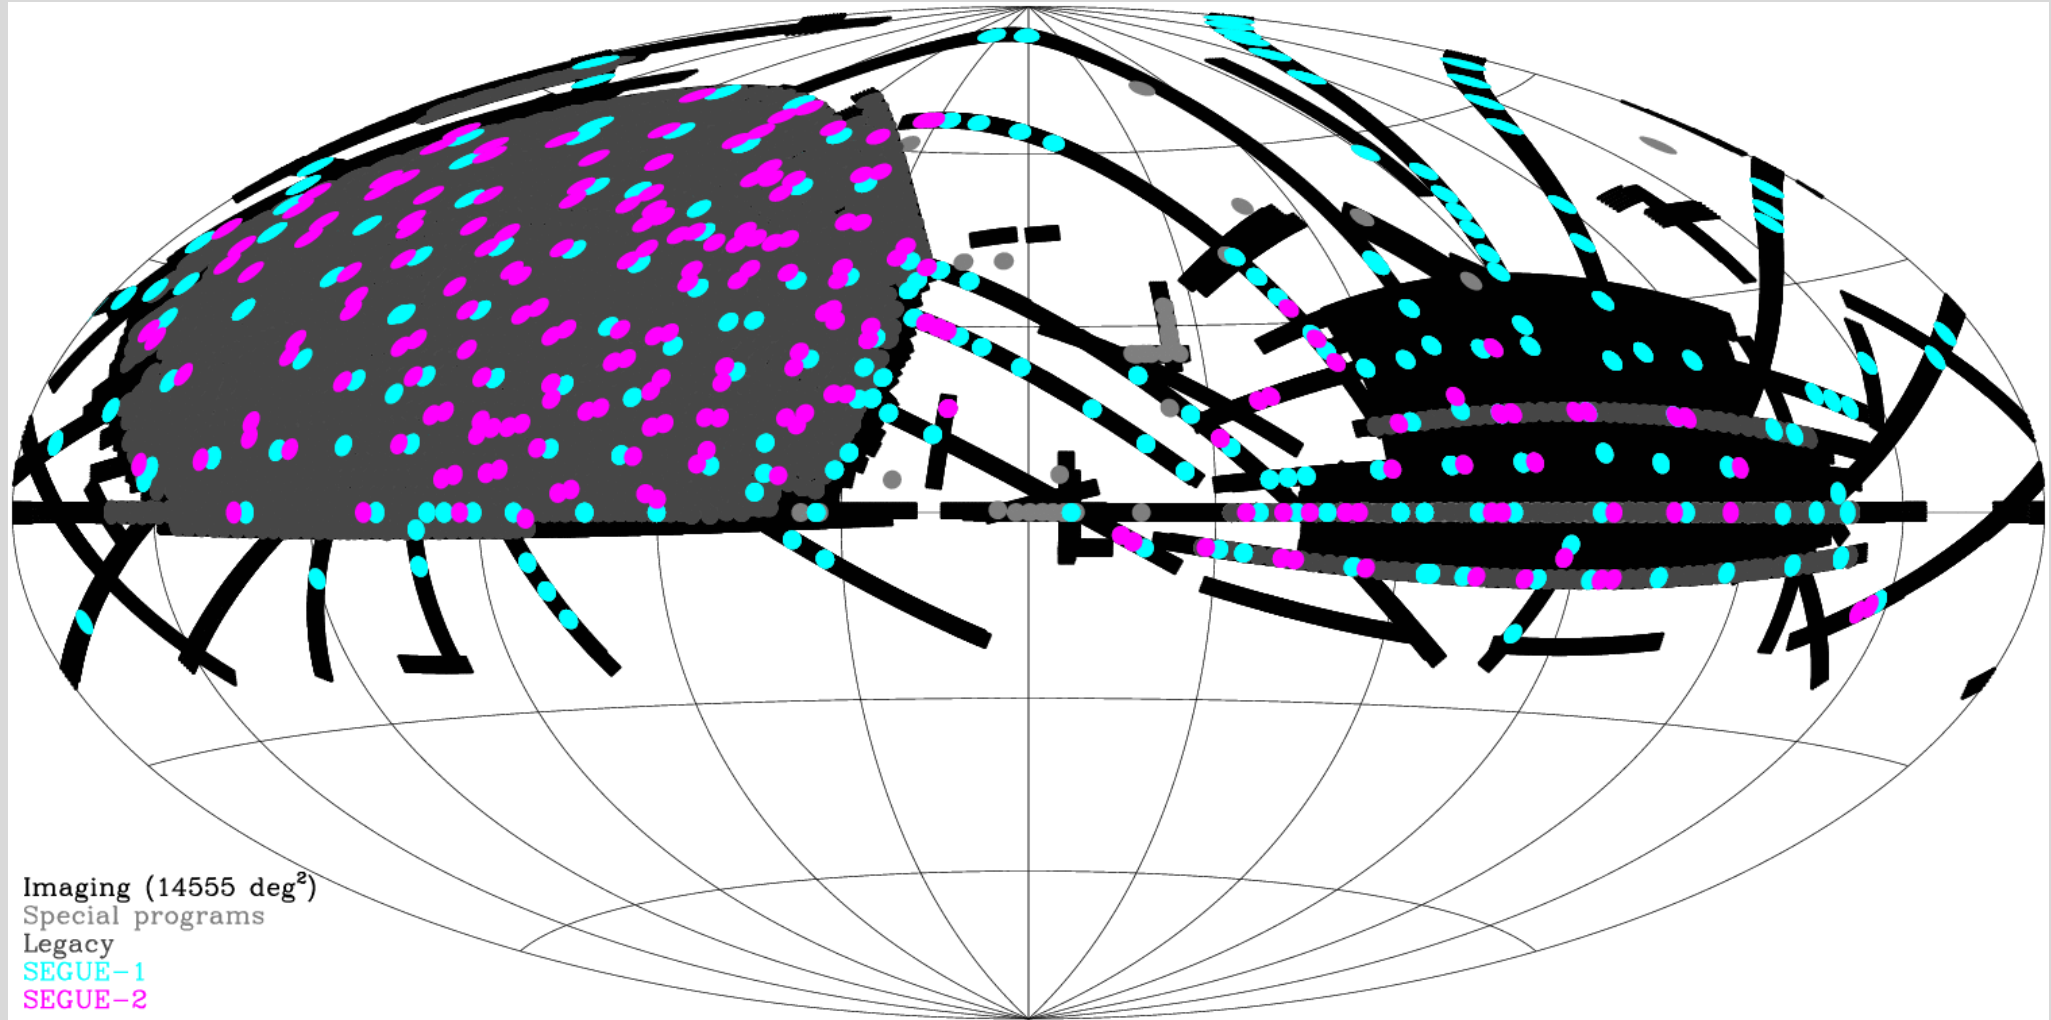 Imaging (14555 deg²)
Special programs
Legacy
SEGUE-1
SEGUE-2